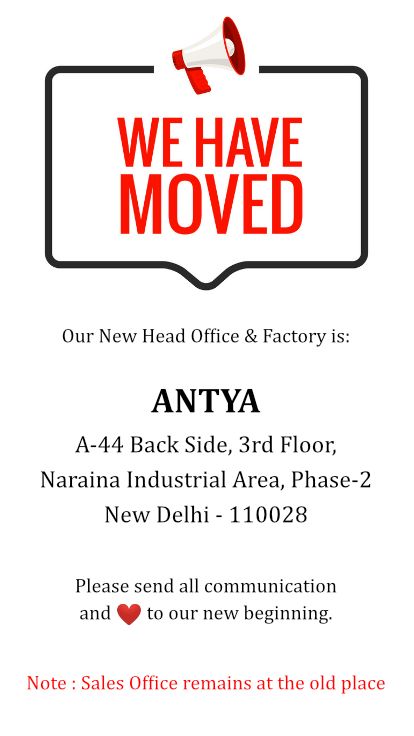 WE HAVE
MOVED
Our New Head Office & Factory is:
ANTYA
A-44 Back Side, 3rd Floor,
Naraina Industrial Area, Phase-2
New Delhi - 110028
Please send all communication
and ❤️ to our new beginning.
Note : Sales Office remains at the old place